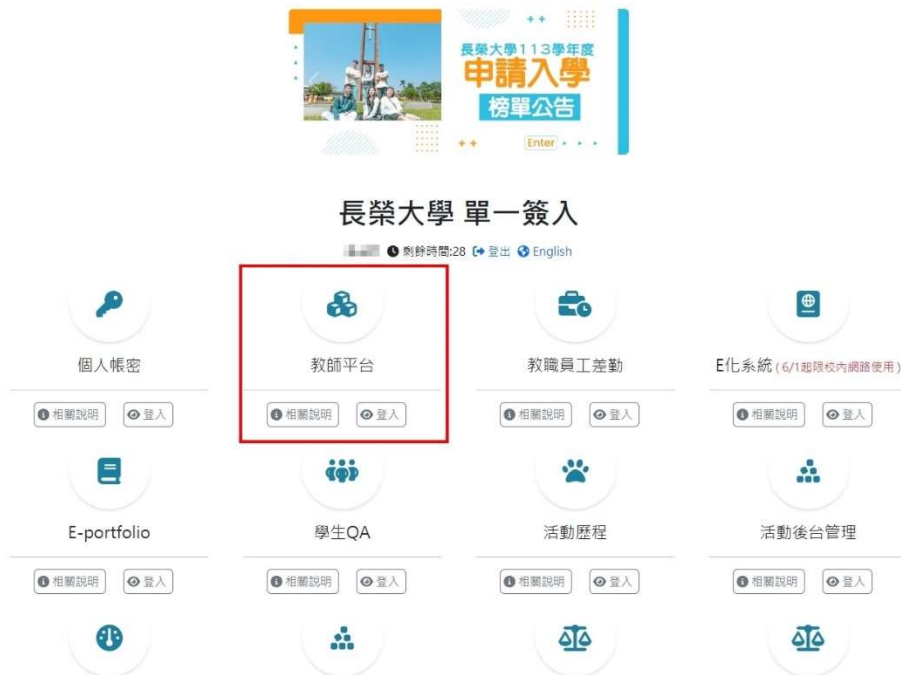 ++
長榮大學113學年度
申請入學
榜單公告
++ Enter
長榮大學 單一簽入
剩餘時間:28 登出 English
個人帳密 教師平台 教職員工差勤 E化系統 (6/1起限校內網路使用)
相關說明 登入 相關說明 登入 相關說明 登入 相關說明 登入
E-portfolio 學生QA 活動歷程 活動後台管理
相關說明 登入 相關說明 登入 相關說明 登入 相關說明 登入